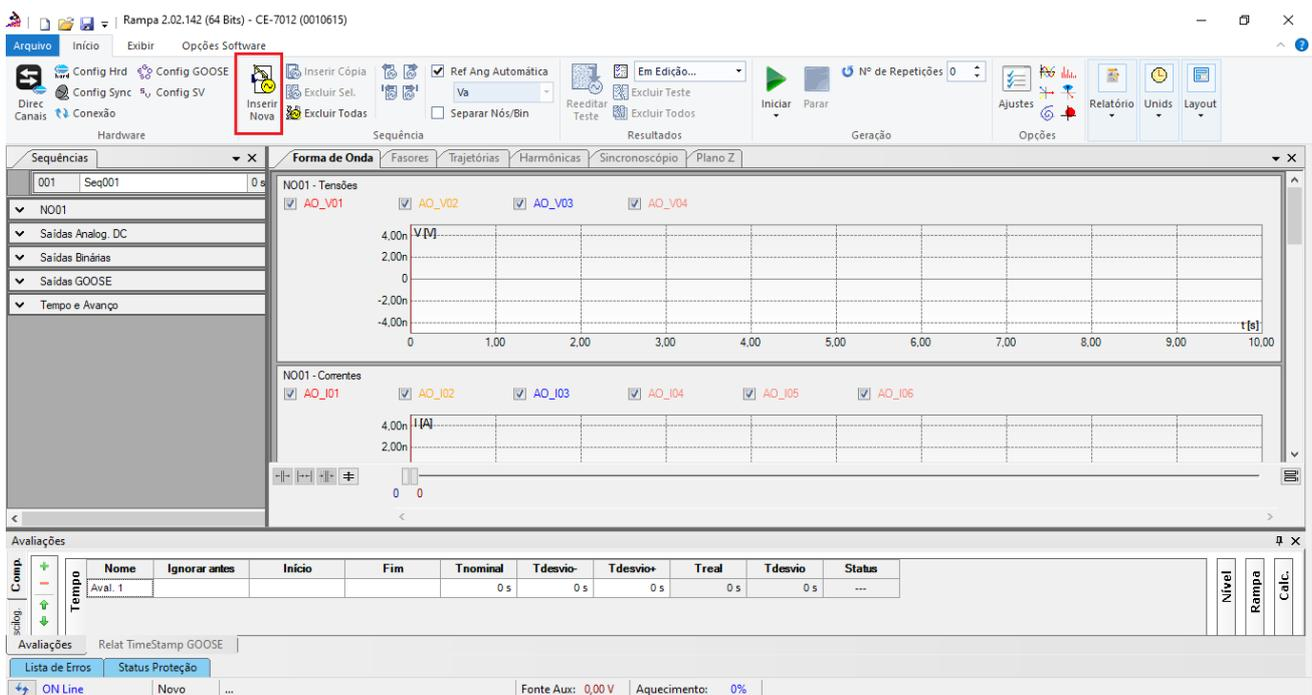 Rampa 2.02.142 (64 Bits) - CE-7012 (0010615)
Arquivo Início Exibir Opções Software
Direc Canais
Config Hrd Config GOOSE
Config Sync Config SV
Conexão
Hardware
Inserir Nova
Inserir Cópia
Excluir Sel.
Excluir Todas
Ref Ang Automática
Va
Separar Nós/Bin
Sequência
Reeditar Teste
Em Edição...
Excluir Teste
Excluir Todos
Resultados
Iniciar Parar
Nº de Repetições 0
Geração
Ajustes
Opções
Relatório Unids Layout
Sequências
001 Seq001 0 s
NO01
Saídas Analog. DC
Saídas Binárias
Saídas GOOSE
Tempo e Avanço
Forma de Onda Fasores Trajetórias Harmônicas Sincronoscópio Plano Z
NO01 - Tensões
AO_V01 AO_V02 AO_V03 AO_V04
V [V]
4,00n
2,00n
0
-2,00n
-4,00n
t [s]
0 1,00 2,00 3,00 4,00 5,00 6,00 7,00 8,00 9,00 10,00
NO01 - Correntes
AO_I01 AO_I02 AO_I03 AO_I04 AO_I05 AO_I06
I [A]
4,00n
2,00n
0 0
Avaliações
Comp.
scilog.
Tempo
Nome Ignorar antes Início Fim Tnominal Tdesvio- Tdesvio+ Treal Tdesvio Status
Aval. 1 0 s 0 s 0 s 0 s 0 s ---
Nível
Rampa
Calc.
Avaliações Relat TimeStamp GOOSE
Lista de Erros Status Proteção
ON Line Novo ... Fonte Aux: 0,00 V Aquecimento: 0%